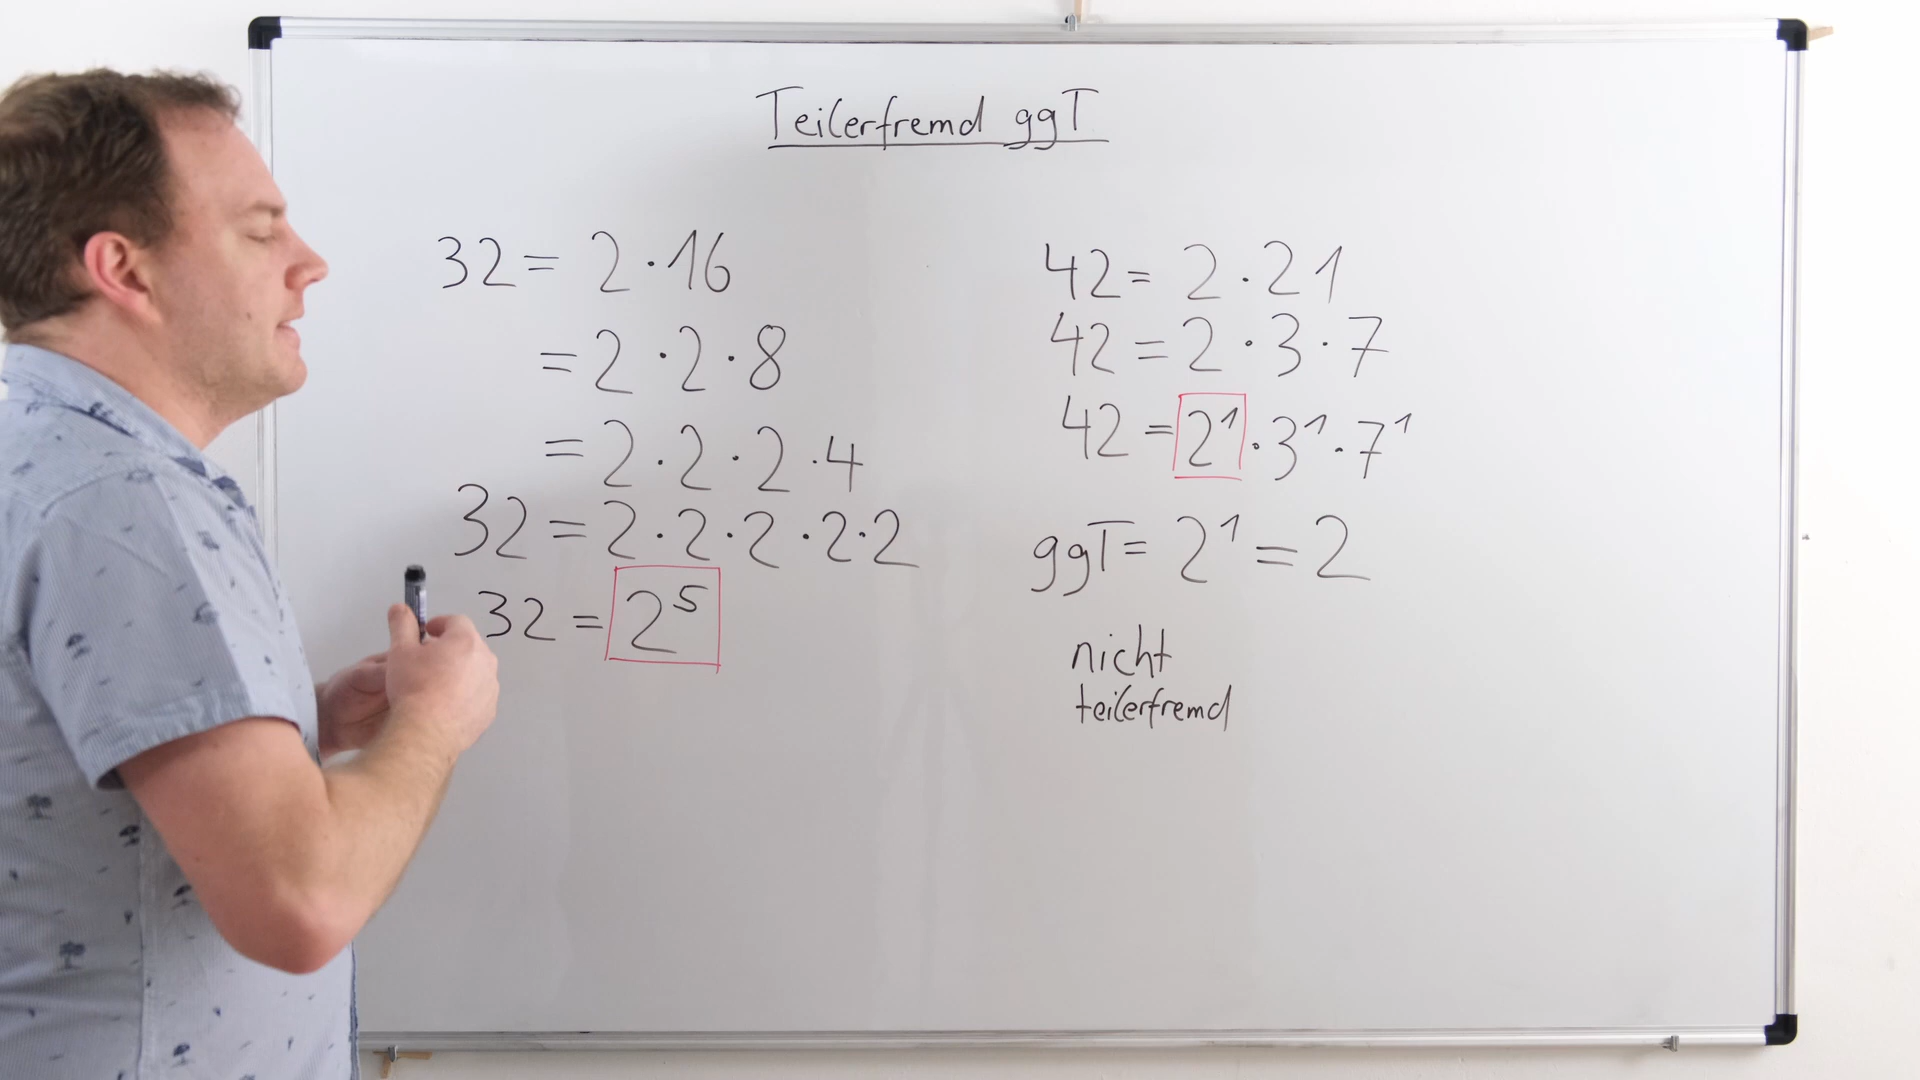 Teilerfremd ggT
32 = 2 · 16
= 2 · 2 · 8
= 2 · 2 · 2 · 4
32 = 2 · 2 · 2 · 2 · 2
32 = 2⁵
42 = 2 · 21
42 = 2 · 3 · 7
42 = 2¹ · 3¹ · 7¹
ggT = 2¹ = 2
nicht
teilerfremd